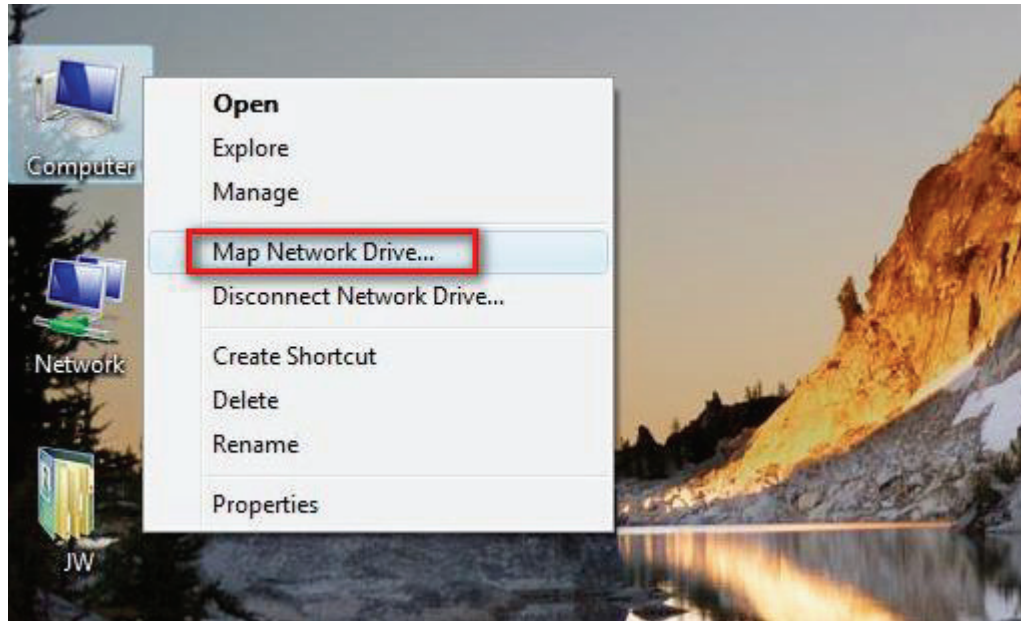 Computer
Open
Explore
Manage
Map Network Drive...
Disconnect Network Drive...
Network
Create Shortcut
Delete
Rename
Properties
JW